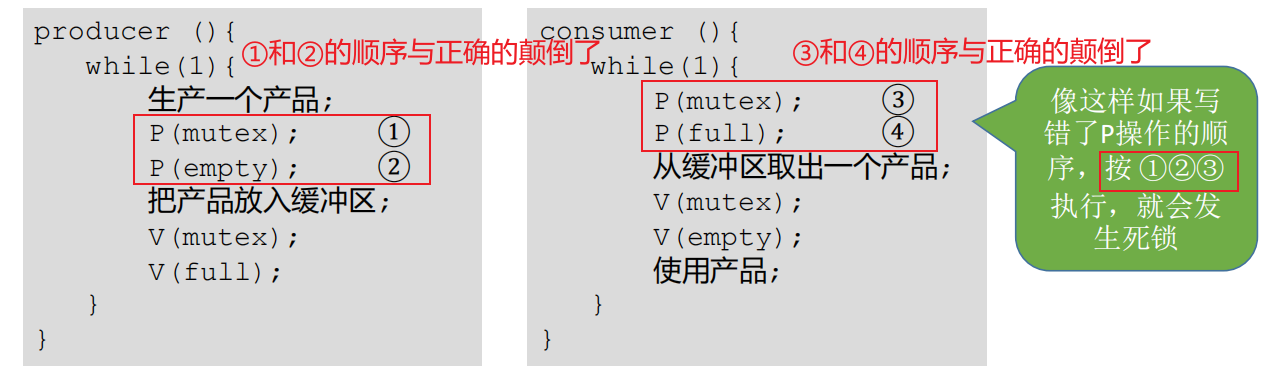 producer (){
①和②的顺序与正确的颠倒了
while(1){
生产一个产品;
P(mutex); ①
P(empty); ②
把产品放入缓冲区;
V(mutex);
V(full);
}
}
consumer (){
③和④的顺序与正确的颠倒了
while(1){
P(mutex); ③
P(full); ④
从缓冲区取出一个产品;
V(mutex);
V(empty);
使用产品;
}
}
像这样如果写
错了P操作的顺
序，按 ①②③
执行，就会发
生死锁